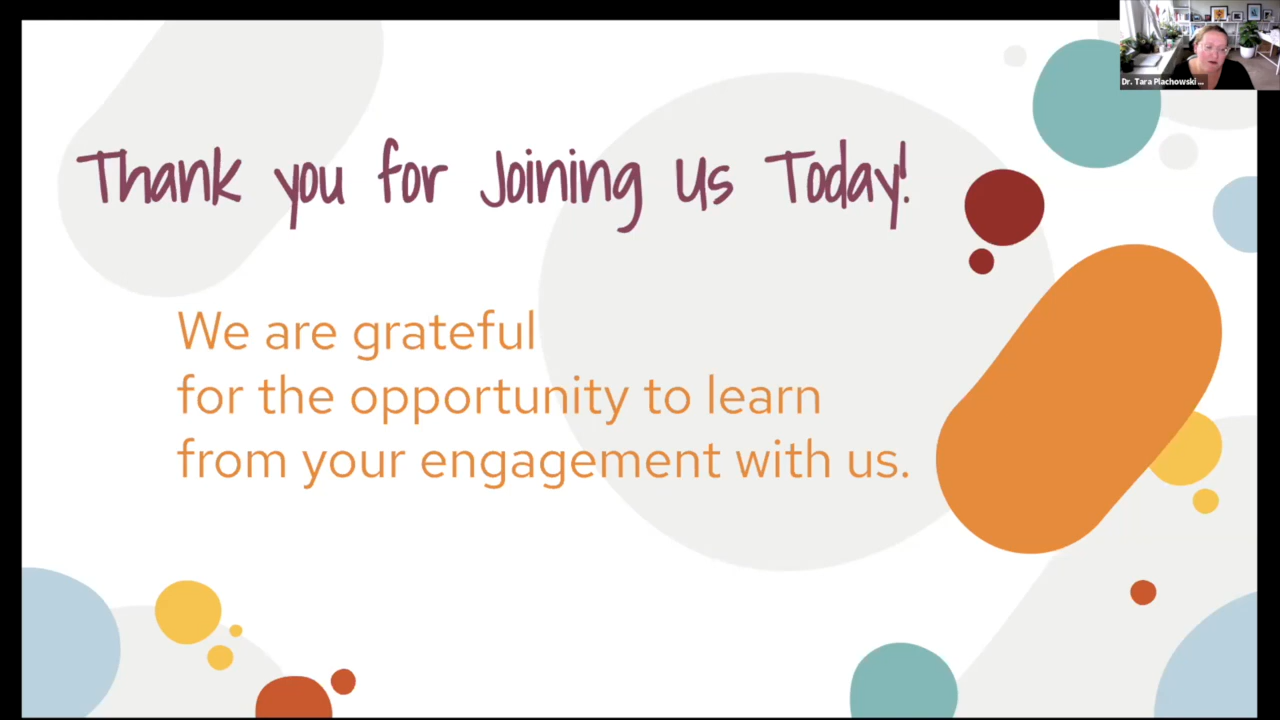 Thank you for Joining Us Today!
We are grateful
for the opportunity to learn
from your engagement with us.
Dr. Tara Plachowski ...